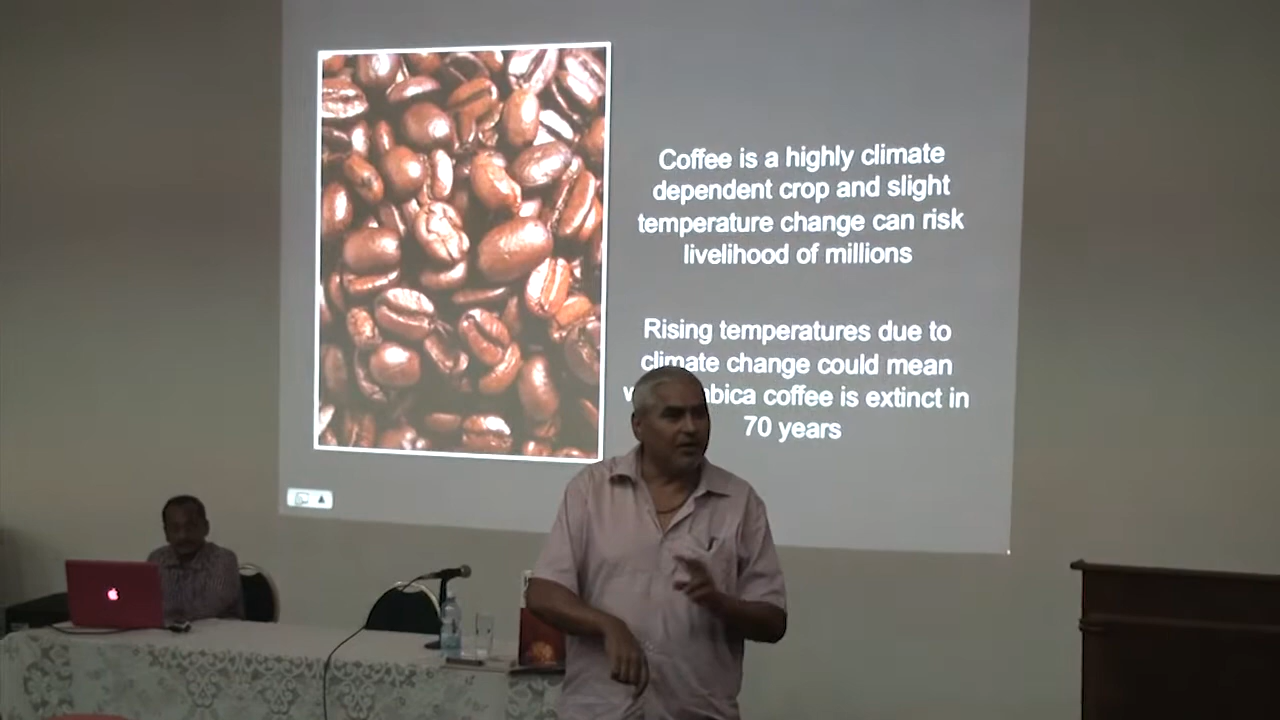 Coffee is a highly climate
dependent crop and slight
temperature change can risk
livelihood of millions
Rising temperatures due to
climate change could mean
coffee is extinct in
70 years